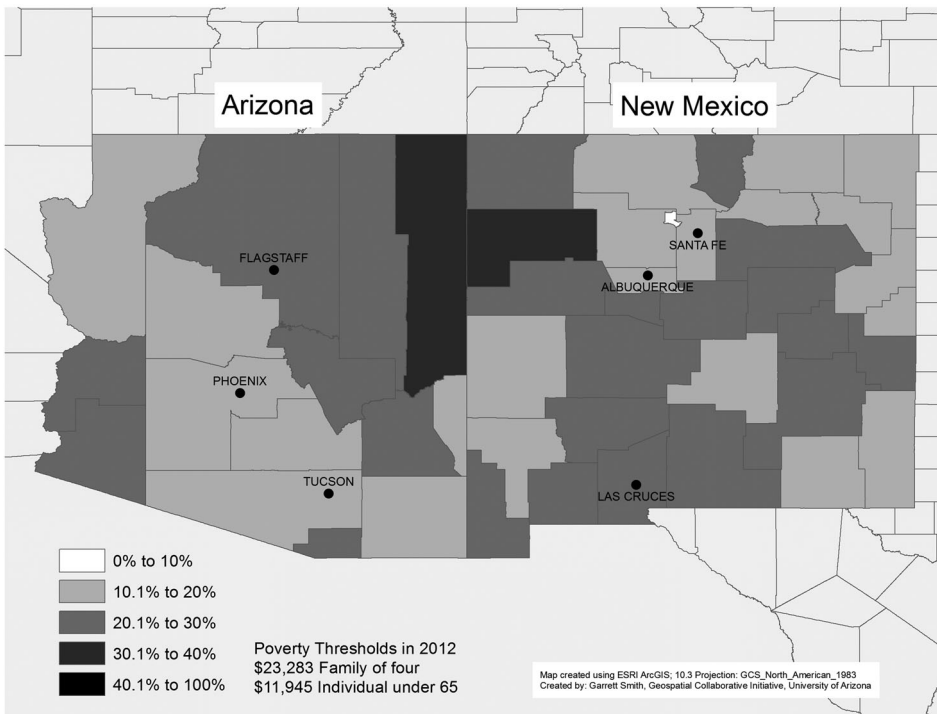 Arizona
New Mexico
FLAGSTAFF
SANTA FE
ALBUQUERQUE
PHOENIX
TUCSON
LAS CRUCES
0% to 10%
10.1% to 20%
20.1% to 30%
30.1% to 40%
40.1% to 100%
Poverty Thresholds in 2012
$23,283 Family of four
$11,945 Individual under 65
Map created using ESRI ArcGIS; 10.3 Projection: GCS_North_American_1983
Created by: Garrett Smith, Geospatial Collaborative Initiative, University of Arizona